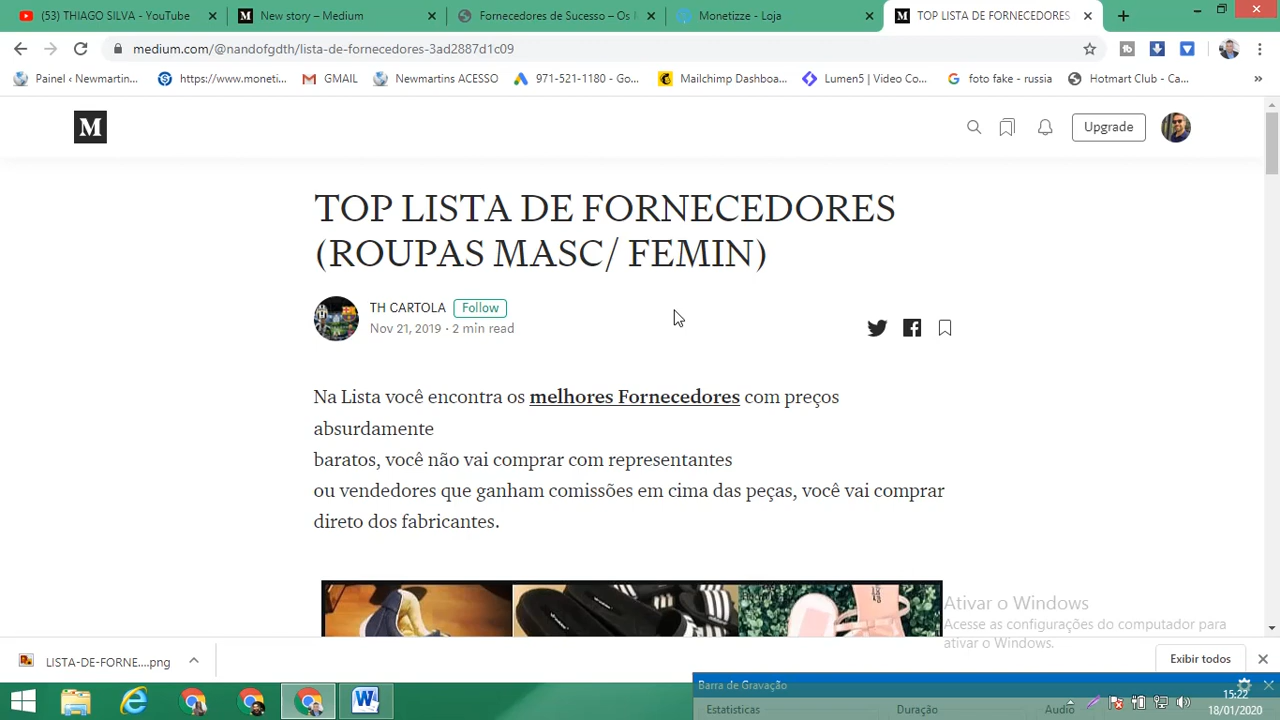 (53) THIAGO SILVA - YouTube
New story – Medium
Fornecedores de Sucesso – Os
Monetizze - Loja
TOP LISTA DE FORNECEDORES
medium.com/@nandofgdth/lista-de-fornecedores-3ad2887d1c09
Painel ‹ Newmartin...
https://www.moneti...
GMAIL
Newmartins ACESSO
971-521-1180 - Go...
Mailchimp Dashboa...
Lumen5 | Video Co...
foto fake - russia
Hotmart Club - Ca...
M
Upgrade
TOP LISTA DE FORNECEDORES
(ROUPAS MASC/ FEMIN)
TH CARTOLA
Follow
Nov 21, 2019 · 2 min read
Na Lista você encontra os melhores Fornecedores com preços
absurdamente
baratos, você não vai comprar com representantes
ou vendedores que ganham comissões em cima das peças, você vai comprar
direto dos fabricantes.
Ativar o Windows
Acesse as configurações do computador para
ativar o Windows.
LISTA-DE-FORNE....png
Exibir todos
Barra de Gravação
Estatisticas
Duração
Audio
15:22
18/01/2020